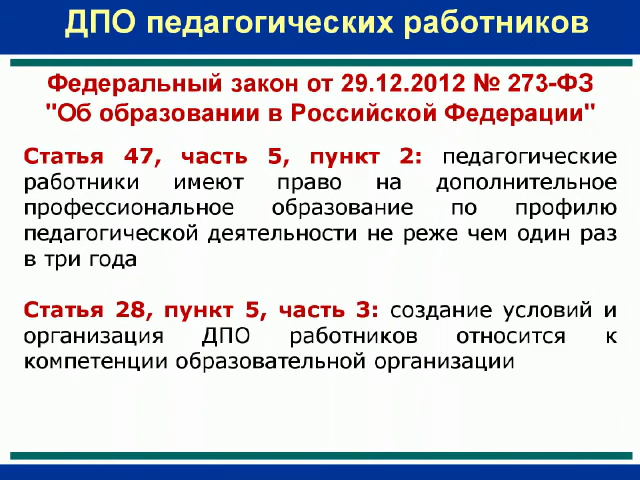 ДПО педагогических работников
Федеральный закон от 29.12.2012 № 273-ФЗ
"Об образовании в Российской Федерации"
Статья 47, часть 5, пункт 2: педагогические
работники имеют право на дополнительное
профессиональное образование по профилю
педагогической деятельности не реже чем один раз
в три года
Статья 28, пункт 5, часть 3: создание условий и
организация ДПО работников относится к
компетенции образовательной организации